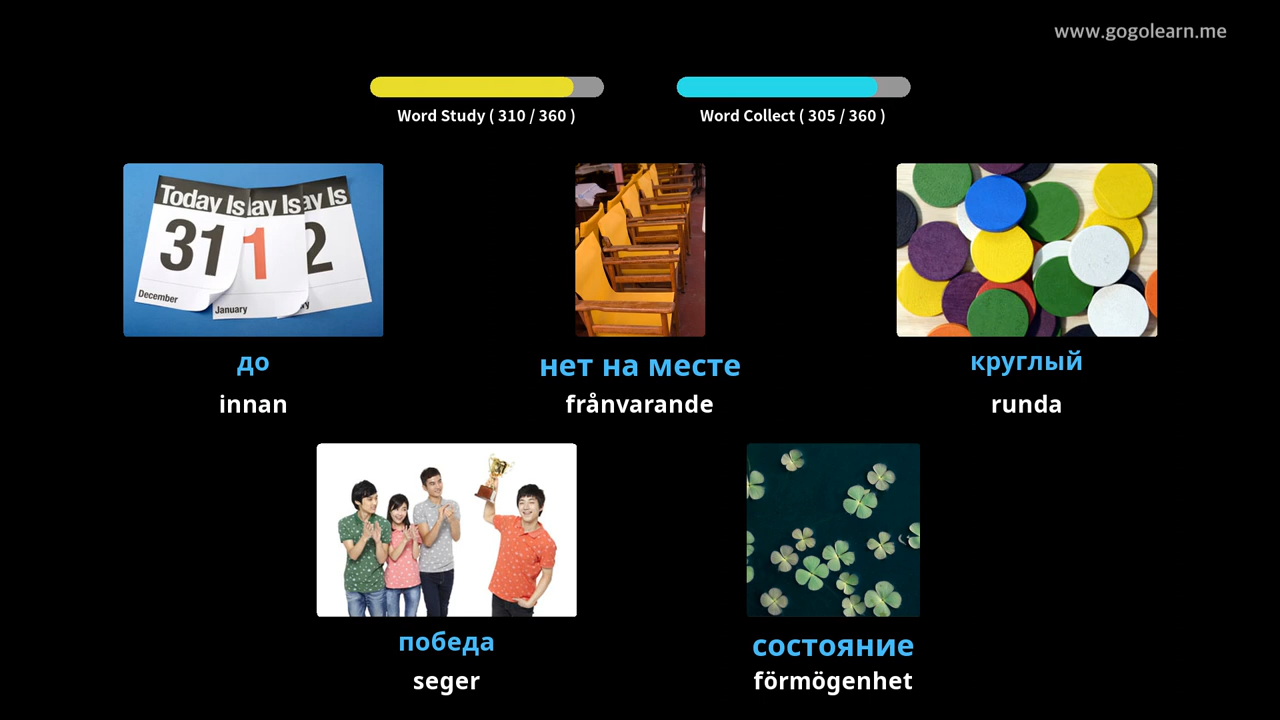 www.gogolearn.me
Word Study ( 310 / 360 )
Word Collect ( 305 / 360 )
Today Is
ay Is
ay Is
31
1
2
December
January
до
нет на месте
круглый
innan
frånvarande
runda
победа
состояние
seger
förmögenhet